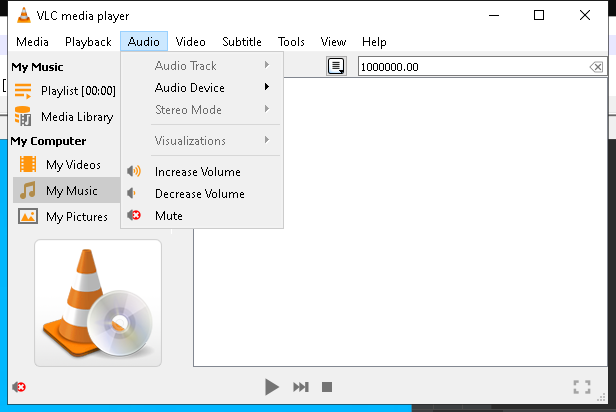 VLC media player
Media Playback Audio Video Subtitle Tools View Help
My Music
Playlist [00:00]
Media Library
My Computer
My Videos
My Music
My Pictures
Audio Track
Audio Device
Stereo Mode
Visualizations
Increase Volume
Decrease Volume
Mute
1000000.00